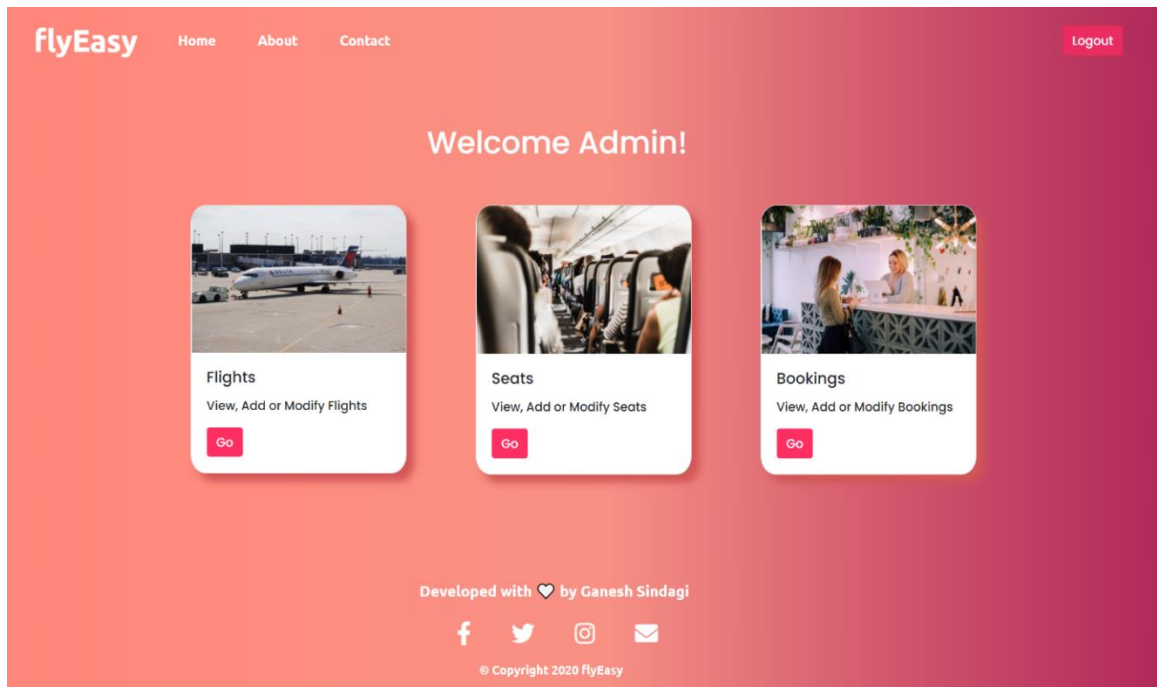 flyEasy Home About Contact Logout
Welcome Admin!
DELTA
Flights
View, Add or Modify Flights
Go
Seats
View, Add or Modify Seats
Go
Bookings
View, Add or Modify Bookings
Go
Developed with 🤍 by Ganesh Sindagi
© Copyright 2020 flyEasy